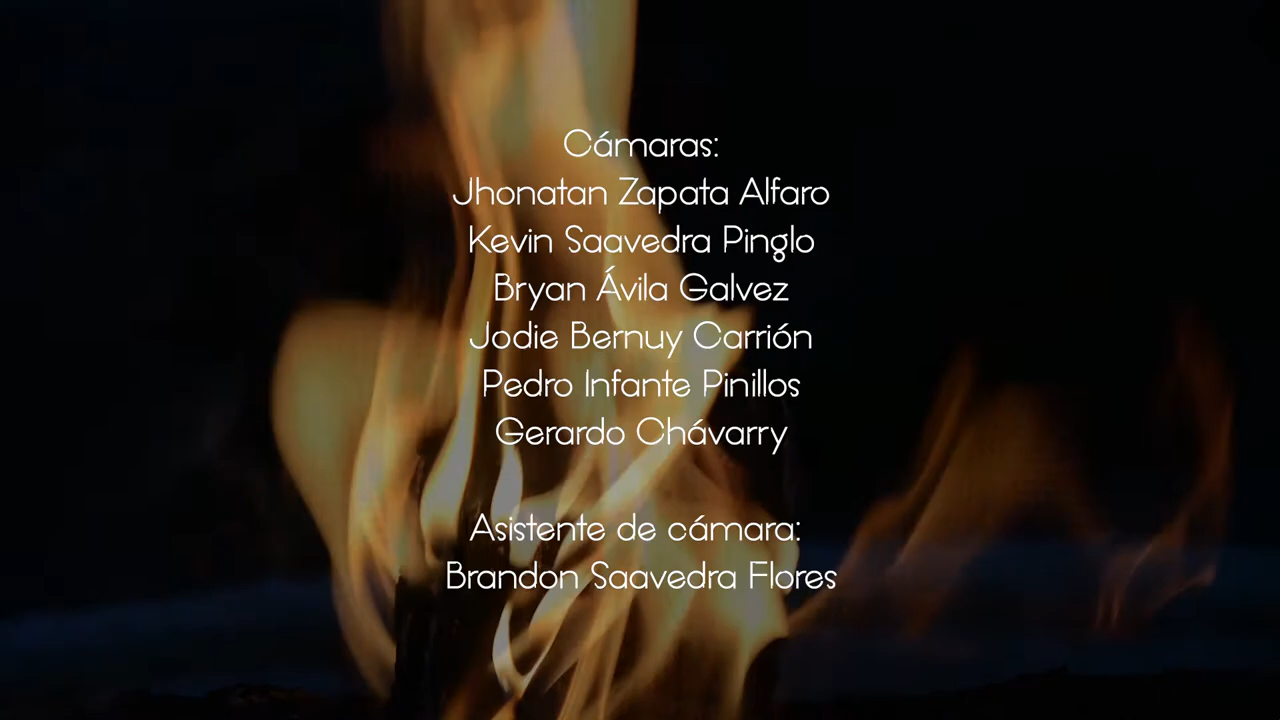 Cámaras:
Jhonatan Zapata Alfaro
Kevin Saavedra Pinglo
Bryan Ávila Galvez
Jodie Bernuy Carrión
Pedro Infante Pinillos
Gerardo Chávarry
Asistente de cámara:
Brandon Saavedra Flores